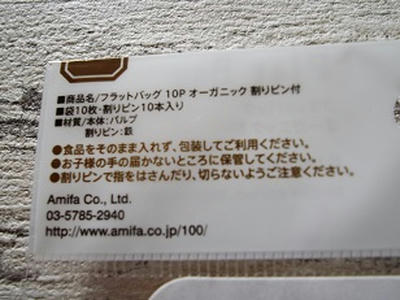 ■商品名/フラットバッグ 10P オーガニック 割りピン付
■袋10枚・割りピン10本入り
■材質/本体:パルプ
割りピン:鉄
●食品をそのまま入れず、包装してご利用ください。
●お子様の手の届かないところに保管してください。
●割りピンで指をはさんだり、切らないようご注意ください。
Amifa Co., Ltd.
03-5785-2940
http://www.amifa.co.jp/100/